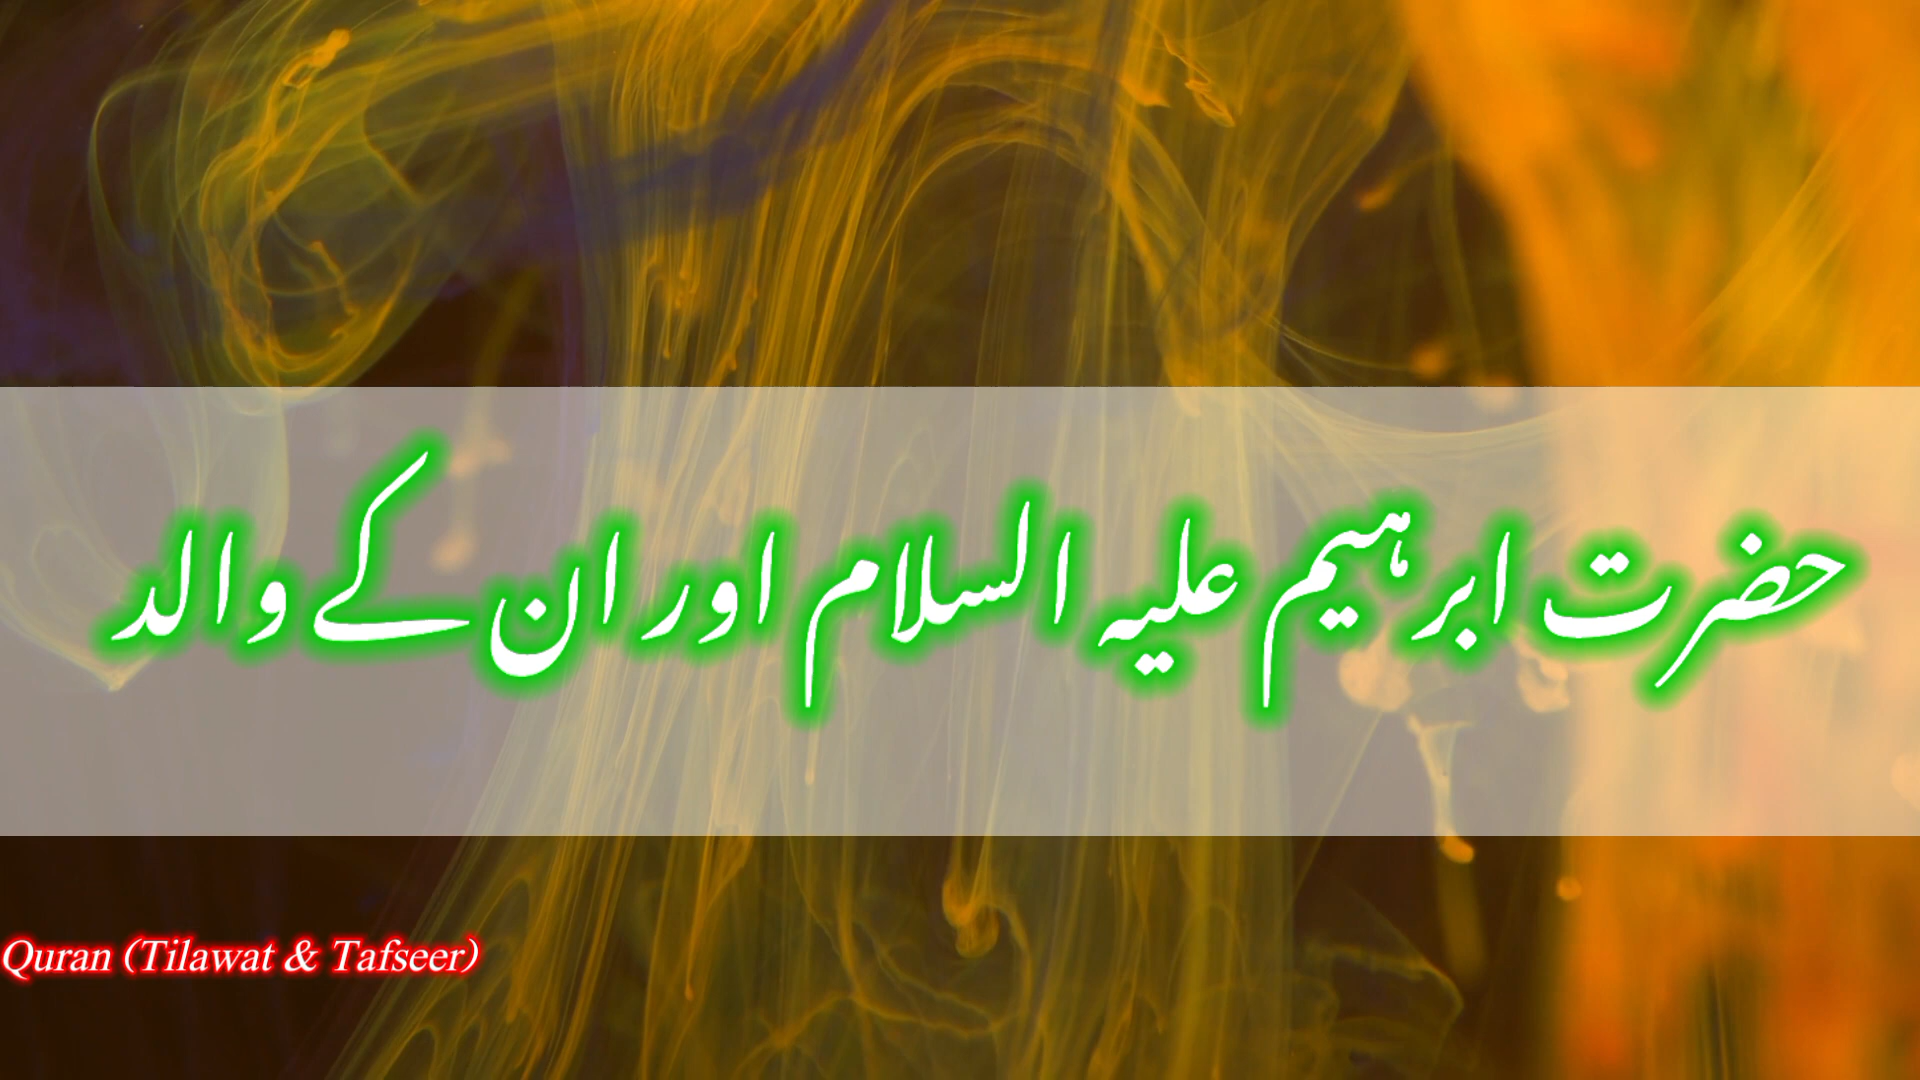 حضرت ابرہیم علیہ السلام اور ان کے والد
Quran (Tilawat & Tafseer)